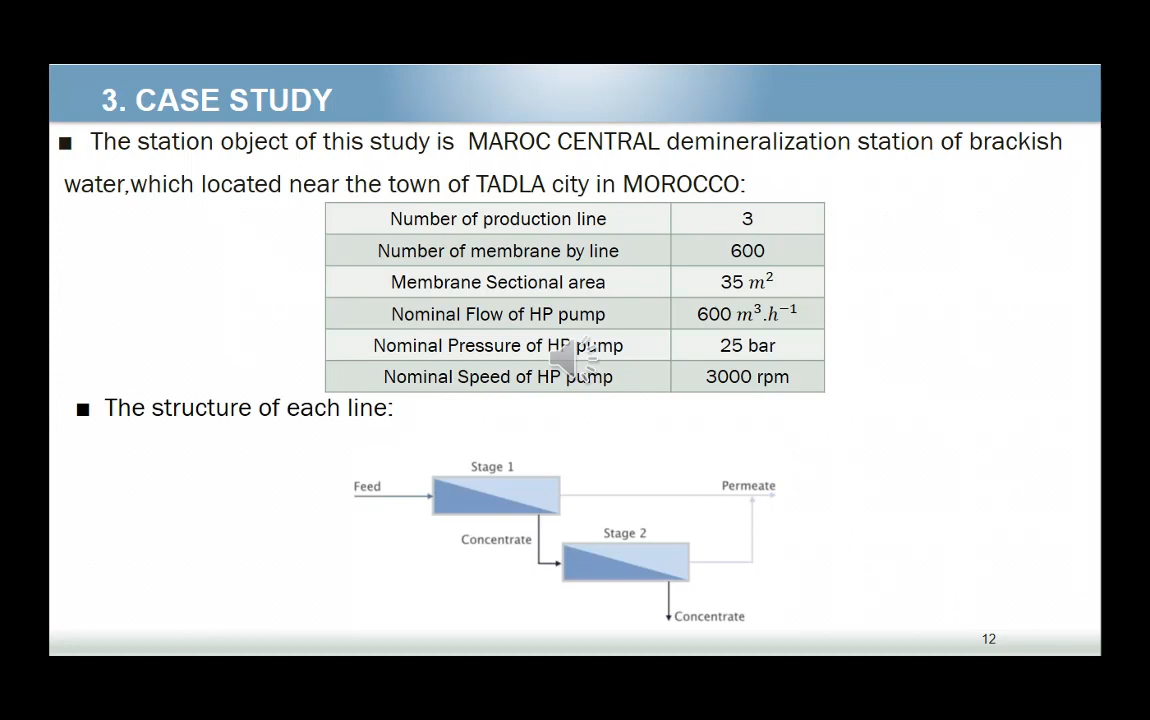 3. CASE STUDY
■ The station object of this study is MAROC CENTRAL demineralization station of brackish
water,which located near the town of TADLA city in MOROCCO:
Number of production line 3
Number of membrane by line 600
Membrane Sectional area 35 m²
Nominal Flow of HP pump 600 m³.h⁻¹
Nominal Pressure of HP pump 25 bar
Nominal Speed of HP pump 3000 rpm
■ The structure of each line:
Stage 1
Feed
Permeate
Concentrate
Stage 2
Concentrate
12